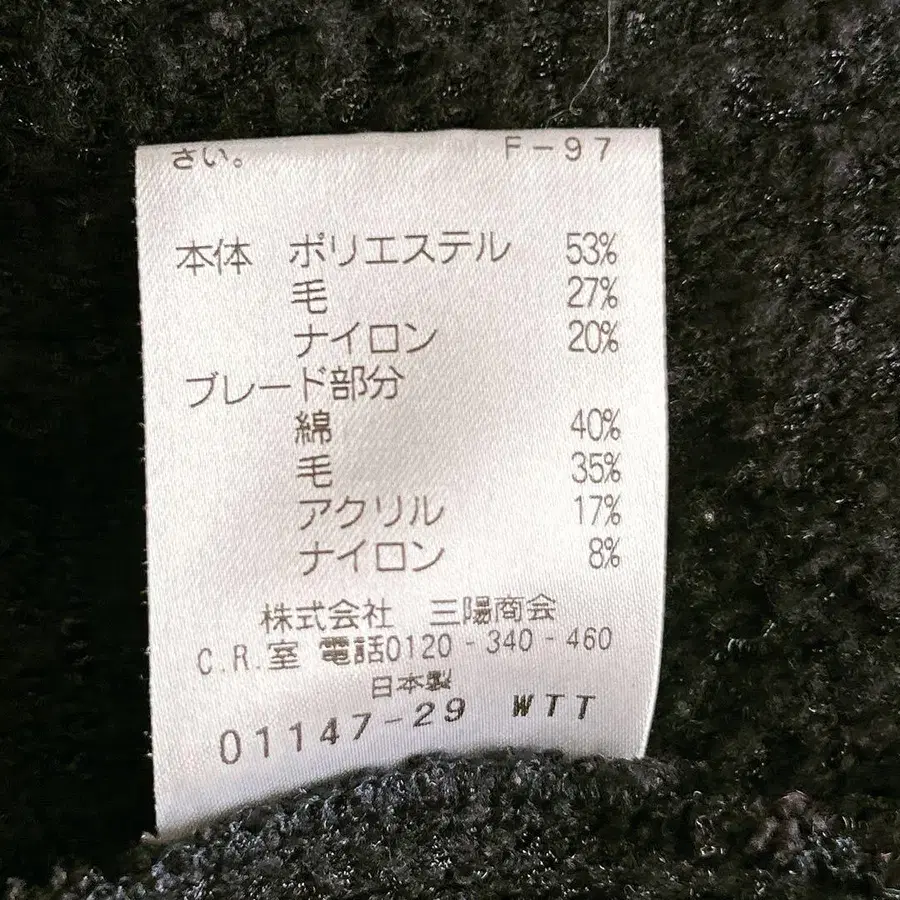 さい。 F-97
本体 ポリエステル 53%
毛 27%
ナイロン 20%
ブレード部分
綿 40%
毛 35%
アクリル 17%
ナイロン 8%
株式会社 三陽商会
C.R.室 電話0120-340-460
日本製
01147-29 WTT